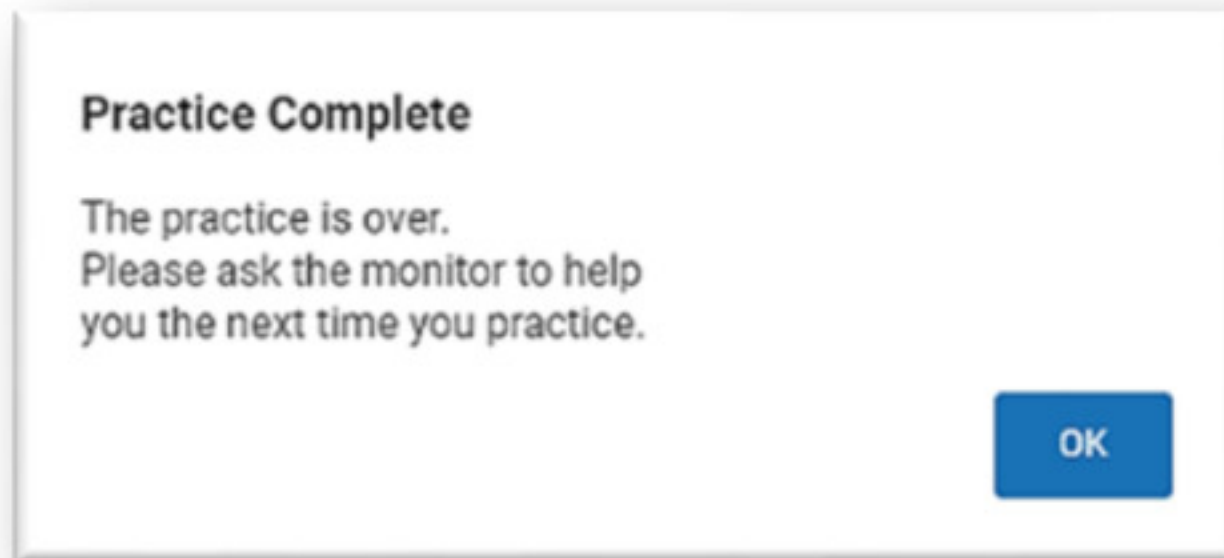 Practice Complete
The practice is over.
Please ask the monitor to help
you the next time you practice.
OK